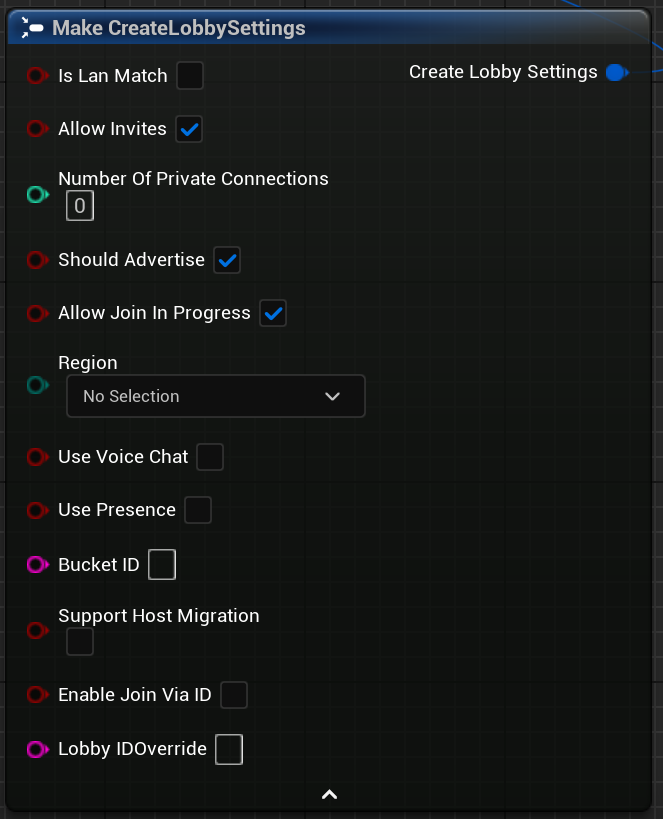 Make CreateLobbySettings
Is Lan Match
Create Lobby Settings
Allow Invites
Number Of Private Connections
0
Should Advertise
Allow Join In Progress
Region
No Selection
Use Voice Chat
Use Presence
Bucket ID
Support Host Migration
Enable Join Via ID
Lobby IDOverride